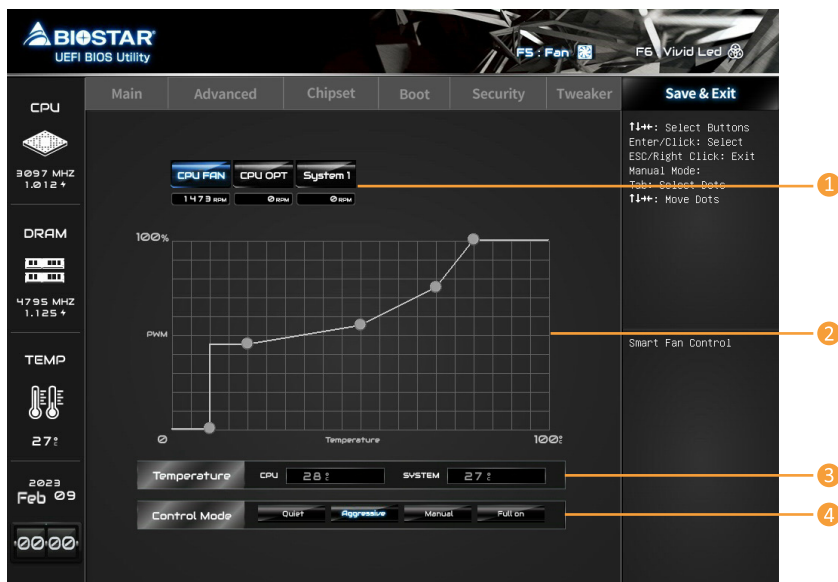 BIOSTAR
UEFI BIOS Utility
F5 : Fan
F6 : Vivid Led
Main Advanced Chipset Boot Security Tweaker Save & Exit
CPU
3097 MHZ
1.012
DRAM
4795 MHZ
1.125
TEMP
27°C
2023
Feb 09
00:00
CPU FAN CPU OPT System 1
1473 RPM 0 RPM 0 RPM
100%
PWM
0 Temperature 100°C
Temperature CPU 28°C SYSTEM 27°C
Control Mode Quiet Aggressive Manual Full on
↑↓→←: Select Buttons
Enter/Click: Select
ESC/Right Click: Exit
Manual Mode:
Tab: Select Dots
↑↓→←: Move Dots
Smart Fan Control
1
2
3
4